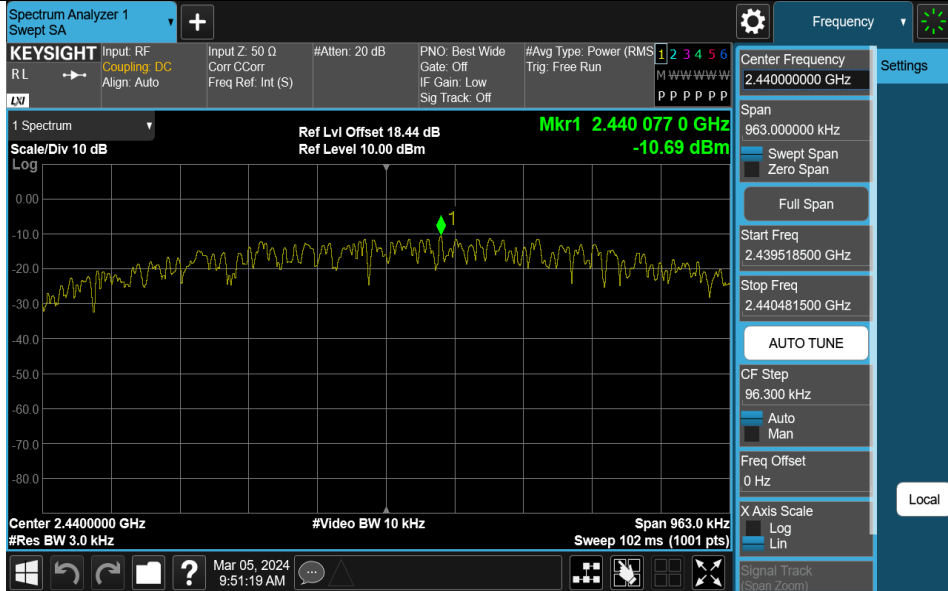 Spectrum Analyzer 1
Swept SA
+
Frequency
KEYSIGHT
R L
LXI
Input: RF
Coupling: DC
Align: Auto
Input Z: 50 Ω
Corr CCorr
Freq Ref: Int (S)
#Atten: 20 dB
PNO: Best Wide
Gate: Off
IF Gain: Low
Sig Track: Off
#Avg Type: Power (RMS
Trig: Free Run
1 2 3 4 5 6
M W W W W W
P P P P P P
1 Spectrum
Scale/Div 10 dB
Log
Ref Lvl Offset 18.44 dB
Ref Level 10.00 dBm
Mkr1 2.440 077 0 GHz
-10.69 dBm
1
0.00
-10.0
-20.0
-30.0
-40.0
-50.0
-60.0
-70.0
-80.0
Center 2.4400000 GHz
#Res BW 3.0 kHz
#Video BW 10 kHz
Span 963.0 kHz
Sweep 102 ms (1001 pts)
?
Mar 05, 2024
9:51:19 AM
Center Frequency
2.440000000 GHz
Span
963.000000 kHz
Swept Span
Zero Span
Full Span
Start Freq
2.439518500 GHz
Stop Freq
2.440481500 GHz
AUTO TUNE
CF Step
96.300 kHz
Auto
Man
Freq Offset
0 Hz
X Axis Scale
Log
Lin
Signal Track
(Span Zoom)
Settings
Local